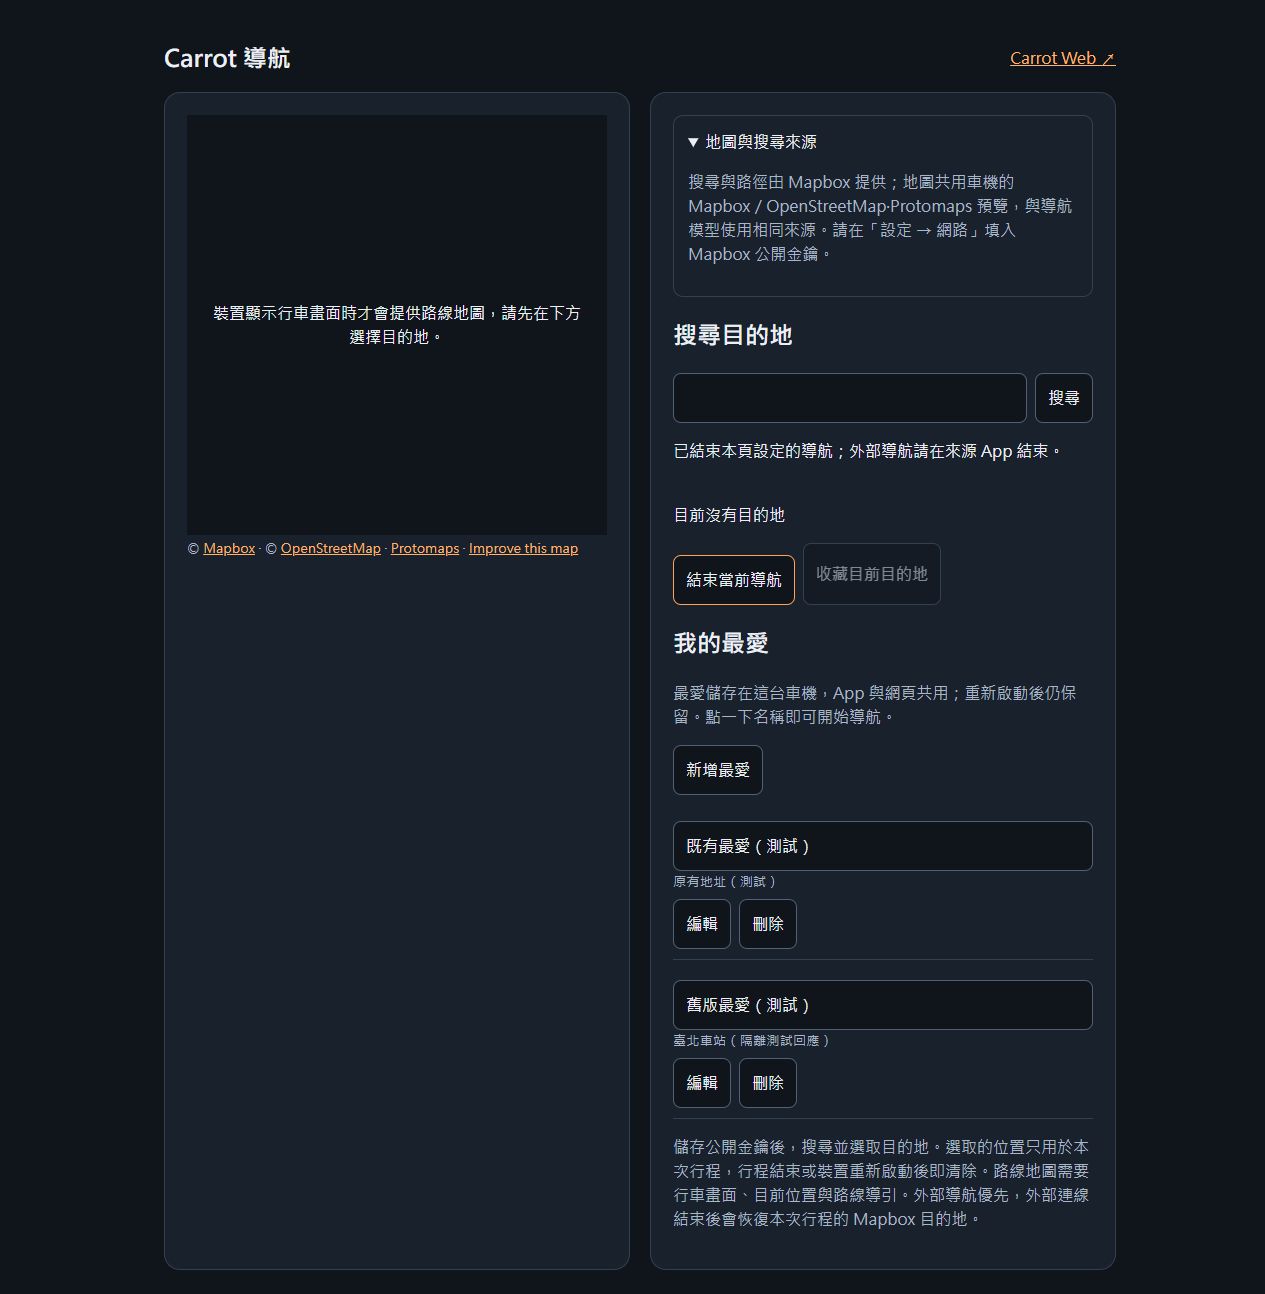 Carrot 導航
Carrot Web ↗
裝置顯示行車畫面時才會提供路線地圖，請先在下方
選擇目的地。
© Mapbox · © OpenStreetMap · Protomaps · Improve this map
▼ 地圖與搜尋來源
搜尋與路徑由 Mapbox 提供；地圖共用車機的
Mapbox / OpenStreetMap·Protomaps 預覽，與導航
模型使用相同來源。請在「設定 → 網路」填入
Mapbox 公開金鑰。
搜尋目的地
搜尋
已結束本頁設定的導航；外部導航請在來源 App 結束。
目前沒有目的地
結束當前導航
收藏目前目的地
我的最愛
最愛儲存在這台車機，App 與網頁共用；重新啟動後仍保
留。點一下名稱即可開始導航。
新增最愛
既有最愛（測試）
原有地址（測試）
編輯
刪除
舊版最愛（測試）
臺北車站（隔離測試回應）
編輯
刪除
儲存公開金鑰後，搜尋並選取目的地。選取的位置只用於本
次行程，行程結束或裝置重新啟動後即清除。路線地圖需要
行車畫面、目前位置與路線導引。外部導航優先，外部連線
結束後會恢復本次行程的 Mapbox 目的地。